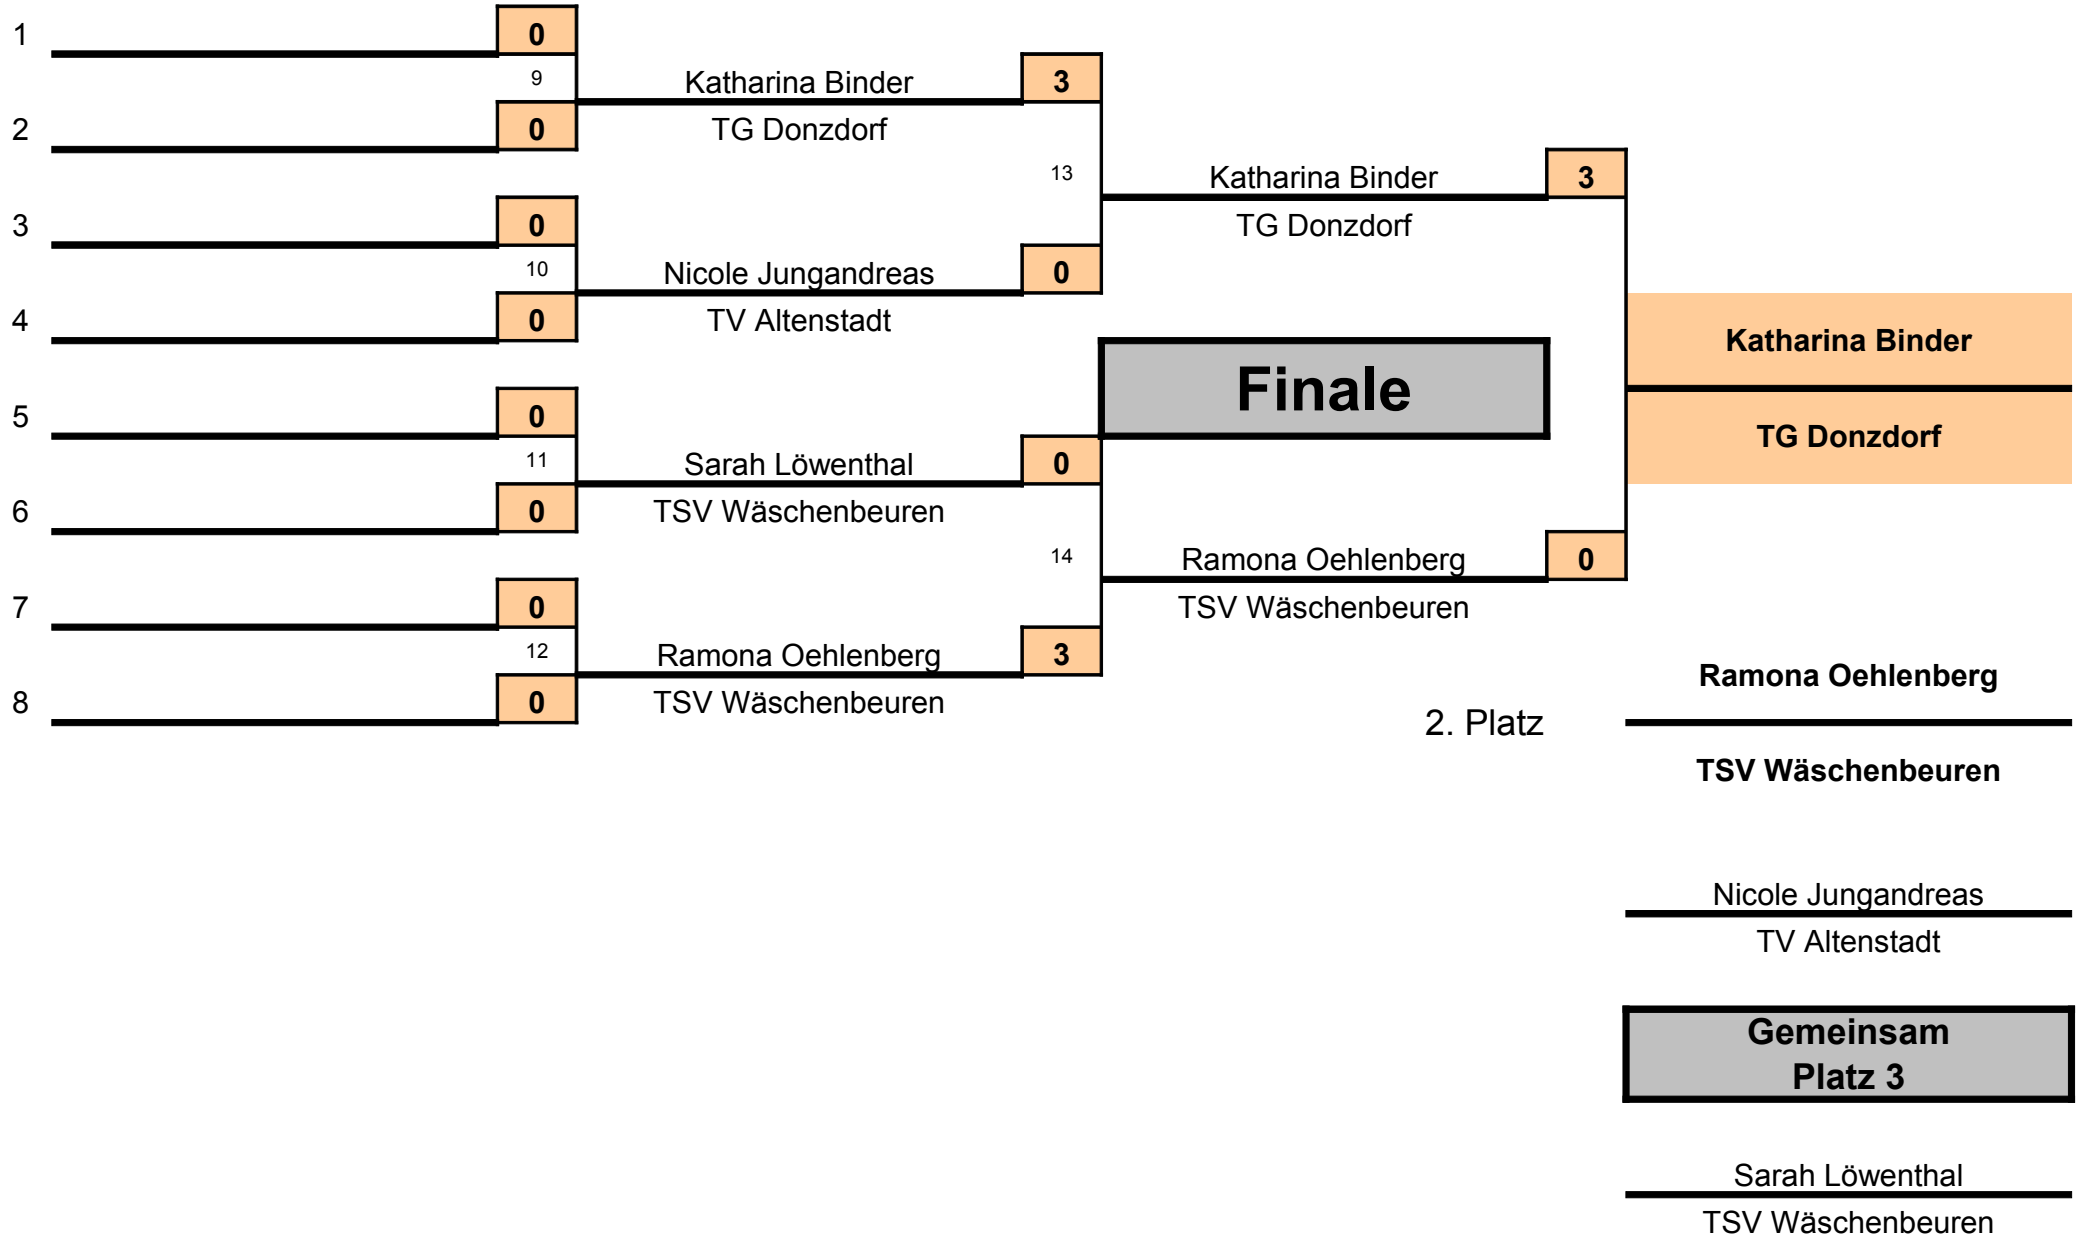 1
0
9
Katharina Binder
3
2
0
TG Donzdorf
13
Katharina Binder
3
3
0
TG Donzdorf
10
Nicole Jungandreas
0
4
0
TV Altenstadt
Katharina Binder
Finale
5
0
TG Donzdorf
11
Sarah Löwenthal
0
6
0
TSV Wäschenbeuren
14
Ramona Oehlenberg
0
7
0
TSV Wäschenbeuren
12
Ramona Oehlenberg
3
8
0
TSV Wäschenbeuren
Ramona Oehlenberg
2. Platz
TSV Wäschenbeuren
Nicole Jungandreas
TV Altenstadt
Gemeinsam
Platz 3
Sarah Löwenthal
TSV Wäschenbeuren